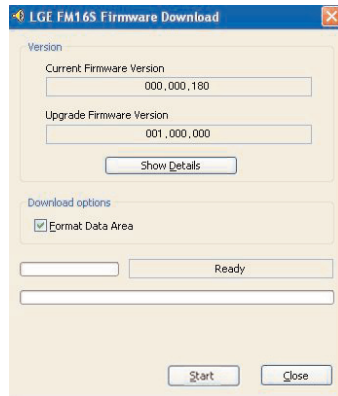 LGE FM16S Firmware Download
Version
Current Firmware Version
000,000,180
Upgrade Firmware Version
001,000,000
Show Details
Download options
Format Data Area
Ready
Start Close